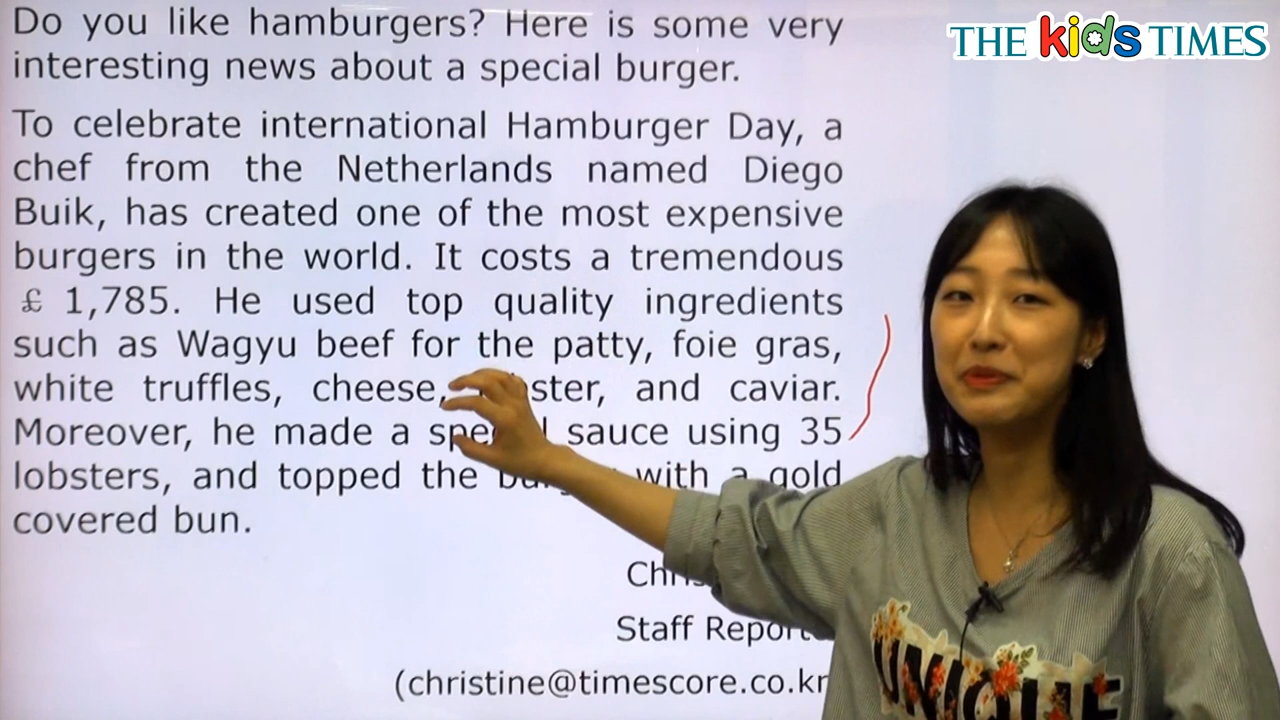 THE kids TIMES
Do you like hamburgers? Here is some very
interesting news about a special burger.
To celebrate international Hamburger Day, a
chef from the Netherlands named Diego
Buik, has created one of the most expensive
burgers in the world. It costs a tremendous
£ 1,785. He used top quality ingredients
such as Wagyu beef for the patty, foie gras,
white truffles, cheese, and caviar.
Moreover, he made a sauce using 35
lobsters, and topped the with a gold
covered bun.
Staff
(christine@timescore.co.kr
UNIQUE